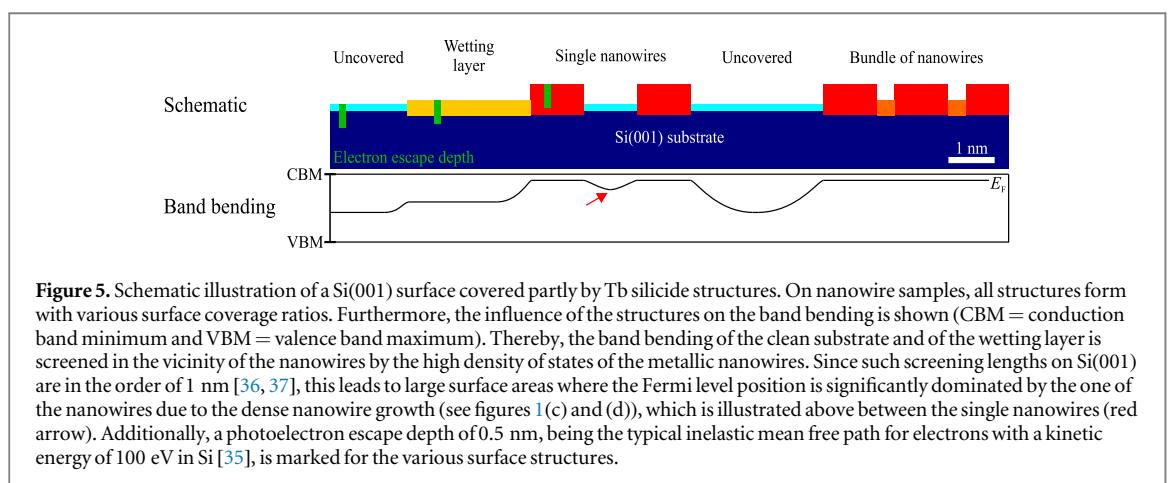 Uncovered
Wetting
layer
Single nanowires
Uncovered
Bundle of nanowires
Schematic
Si(001) substrate
1 nm
Electron escape depth
CBM
E_F
Band bending
VBM
Figure 5. Schematic illustration of a Si(001) surface covered partly by Tb silicide structures. On nanowire samples, all structures form
with various surface coverage ratios. Furthermore, the influence of the structures on the band bending is shown (CBM = conduction
band minimum and VBM = valence band maximum). Thereby, the band bending of the clean substrate and of the wetting layer is
screened in the vicinity of the nanowires by the high density of states of the metallic nanowires. Since such screening lengths on Si(001)
are in the order of 1 nm [36, 37], this leads to large surface areas where the Fermi level position is significantly dominated by the one of
the nanowires due to the dense nanowire growth (see figures 1(c) and (d)), which is illustrated above between the single nanowires (red
arrow). Additionally, a photoelectron escape depth of 0.5 nm, being the typical inelastic mean free path for electrons with a kinetic
energy of 100 eV in Si [35], is marked for the various surface structures.